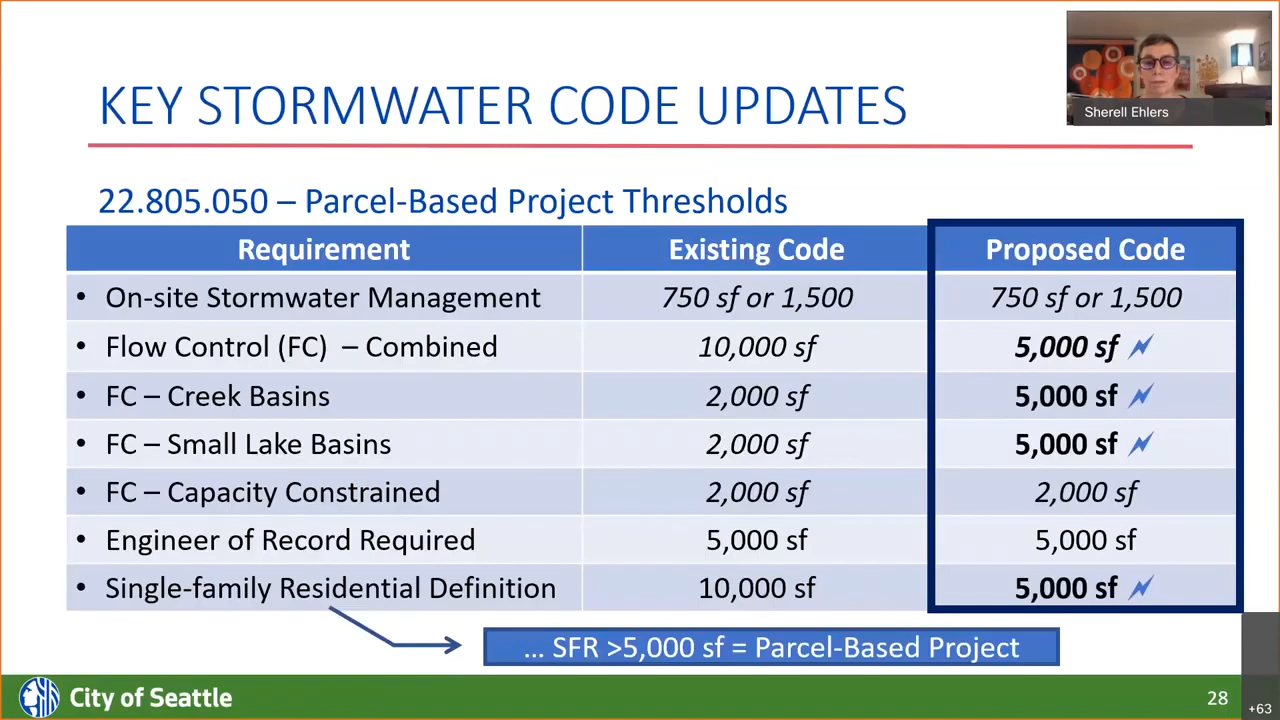 KEY STORMWATER CODE UPDATES
Sherell Ehlers
22.805.050 – Parcel-Based Project Thresholds
Requirement Existing Code Proposed Code
• On-site Stormwater Management 750 sf or 1,500 750 sf or 1,500
• Flow Control (FC) – Combined 10,000 sf 5,000 sf
• FC – Creek Basins 2,000 sf 5,000 sf
• FC – Small Lake Basins 2,000 sf 5,000 sf
• FC – Capacity Constrained 2,000 sf 2,000 sf
• Engineer of Record Required 5,000 sf 5,000 sf
• Single-family Residential Definition 10,000 sf 5,000 sf
... SFR >5,000 sf = Parcel-Based Project
City of Seattle
28
+63